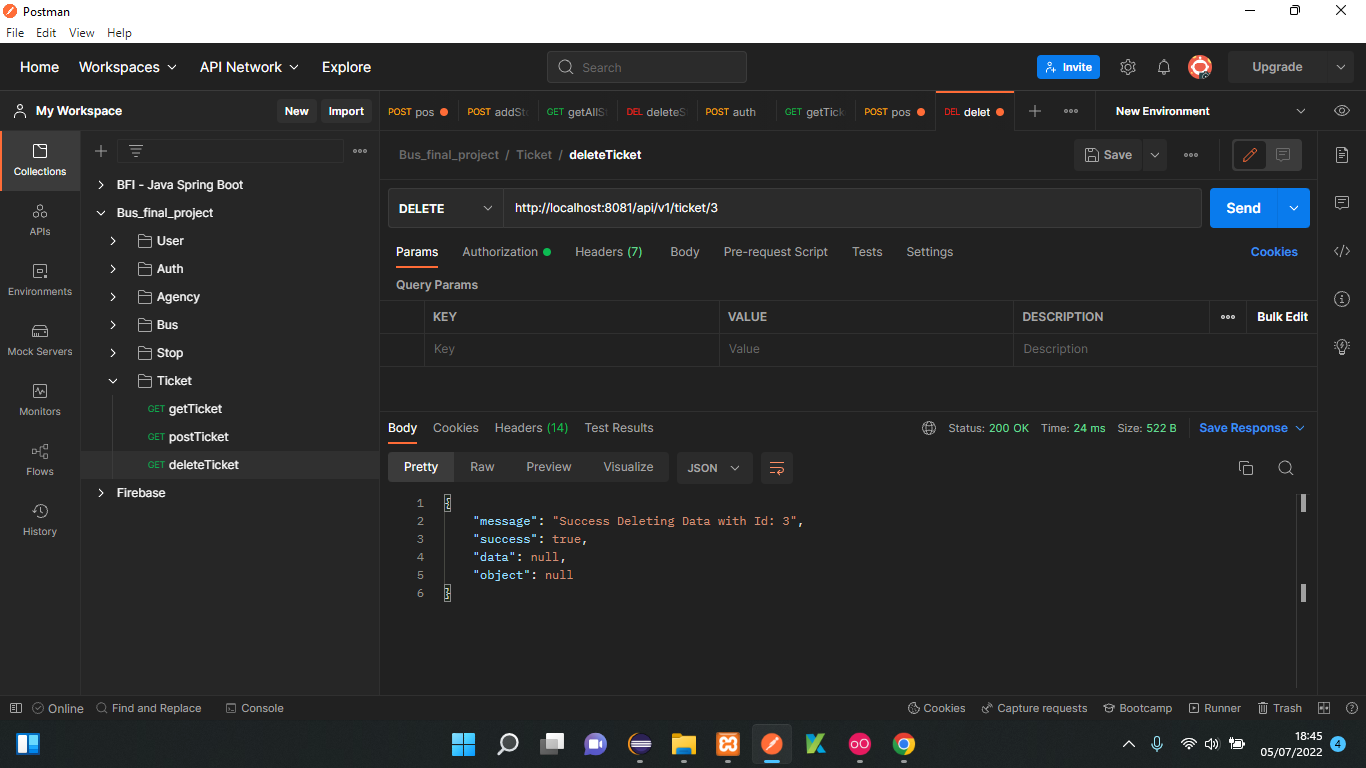 Postman
File Edit View Help
Home Workspaces API Network Explore
Search
Invite
Upgrade
My Workspace
New Import
POST pos
POST addSt
GET getAllS
DEL deleteS
POST auth
GET getTick
POST pos
DEL delet
New Environment
Collections
APIs
Environments
Mock Servers
Monitors
Flows
History
BFI - Java Spring Boot
Bus_final_project
User
Auth
Agency
Bus
Stop
Ticket
GET getTicket
GET postTicket
GET deleteTicket
Firebase
Bus_final_project / Ticket / deleteTicket
Save
DELETE http://localhost:8081/api/v1/ticket/3
Send
Params Authorization Headers (7) Body Pre-request Script Tests Settings Cookies
Query Params
KEY VALUE DESCRIPTION Bulk Edit
Key Value Description
Body Cookies Headers (14) Test Results Status: 200 OK Time: 24 ms Size: 522 B Save Response
Pretty Raw Preview Visualize JSON
1 {
2 "message": "Success Deleting Data with Id: 3",
3 "success": true,
4 "data": null,
5 "object": null
6 }
Online Find and Replace Console Cookies Capture requests Bootcamp Runner Trash
18:45
05/07/2022 4